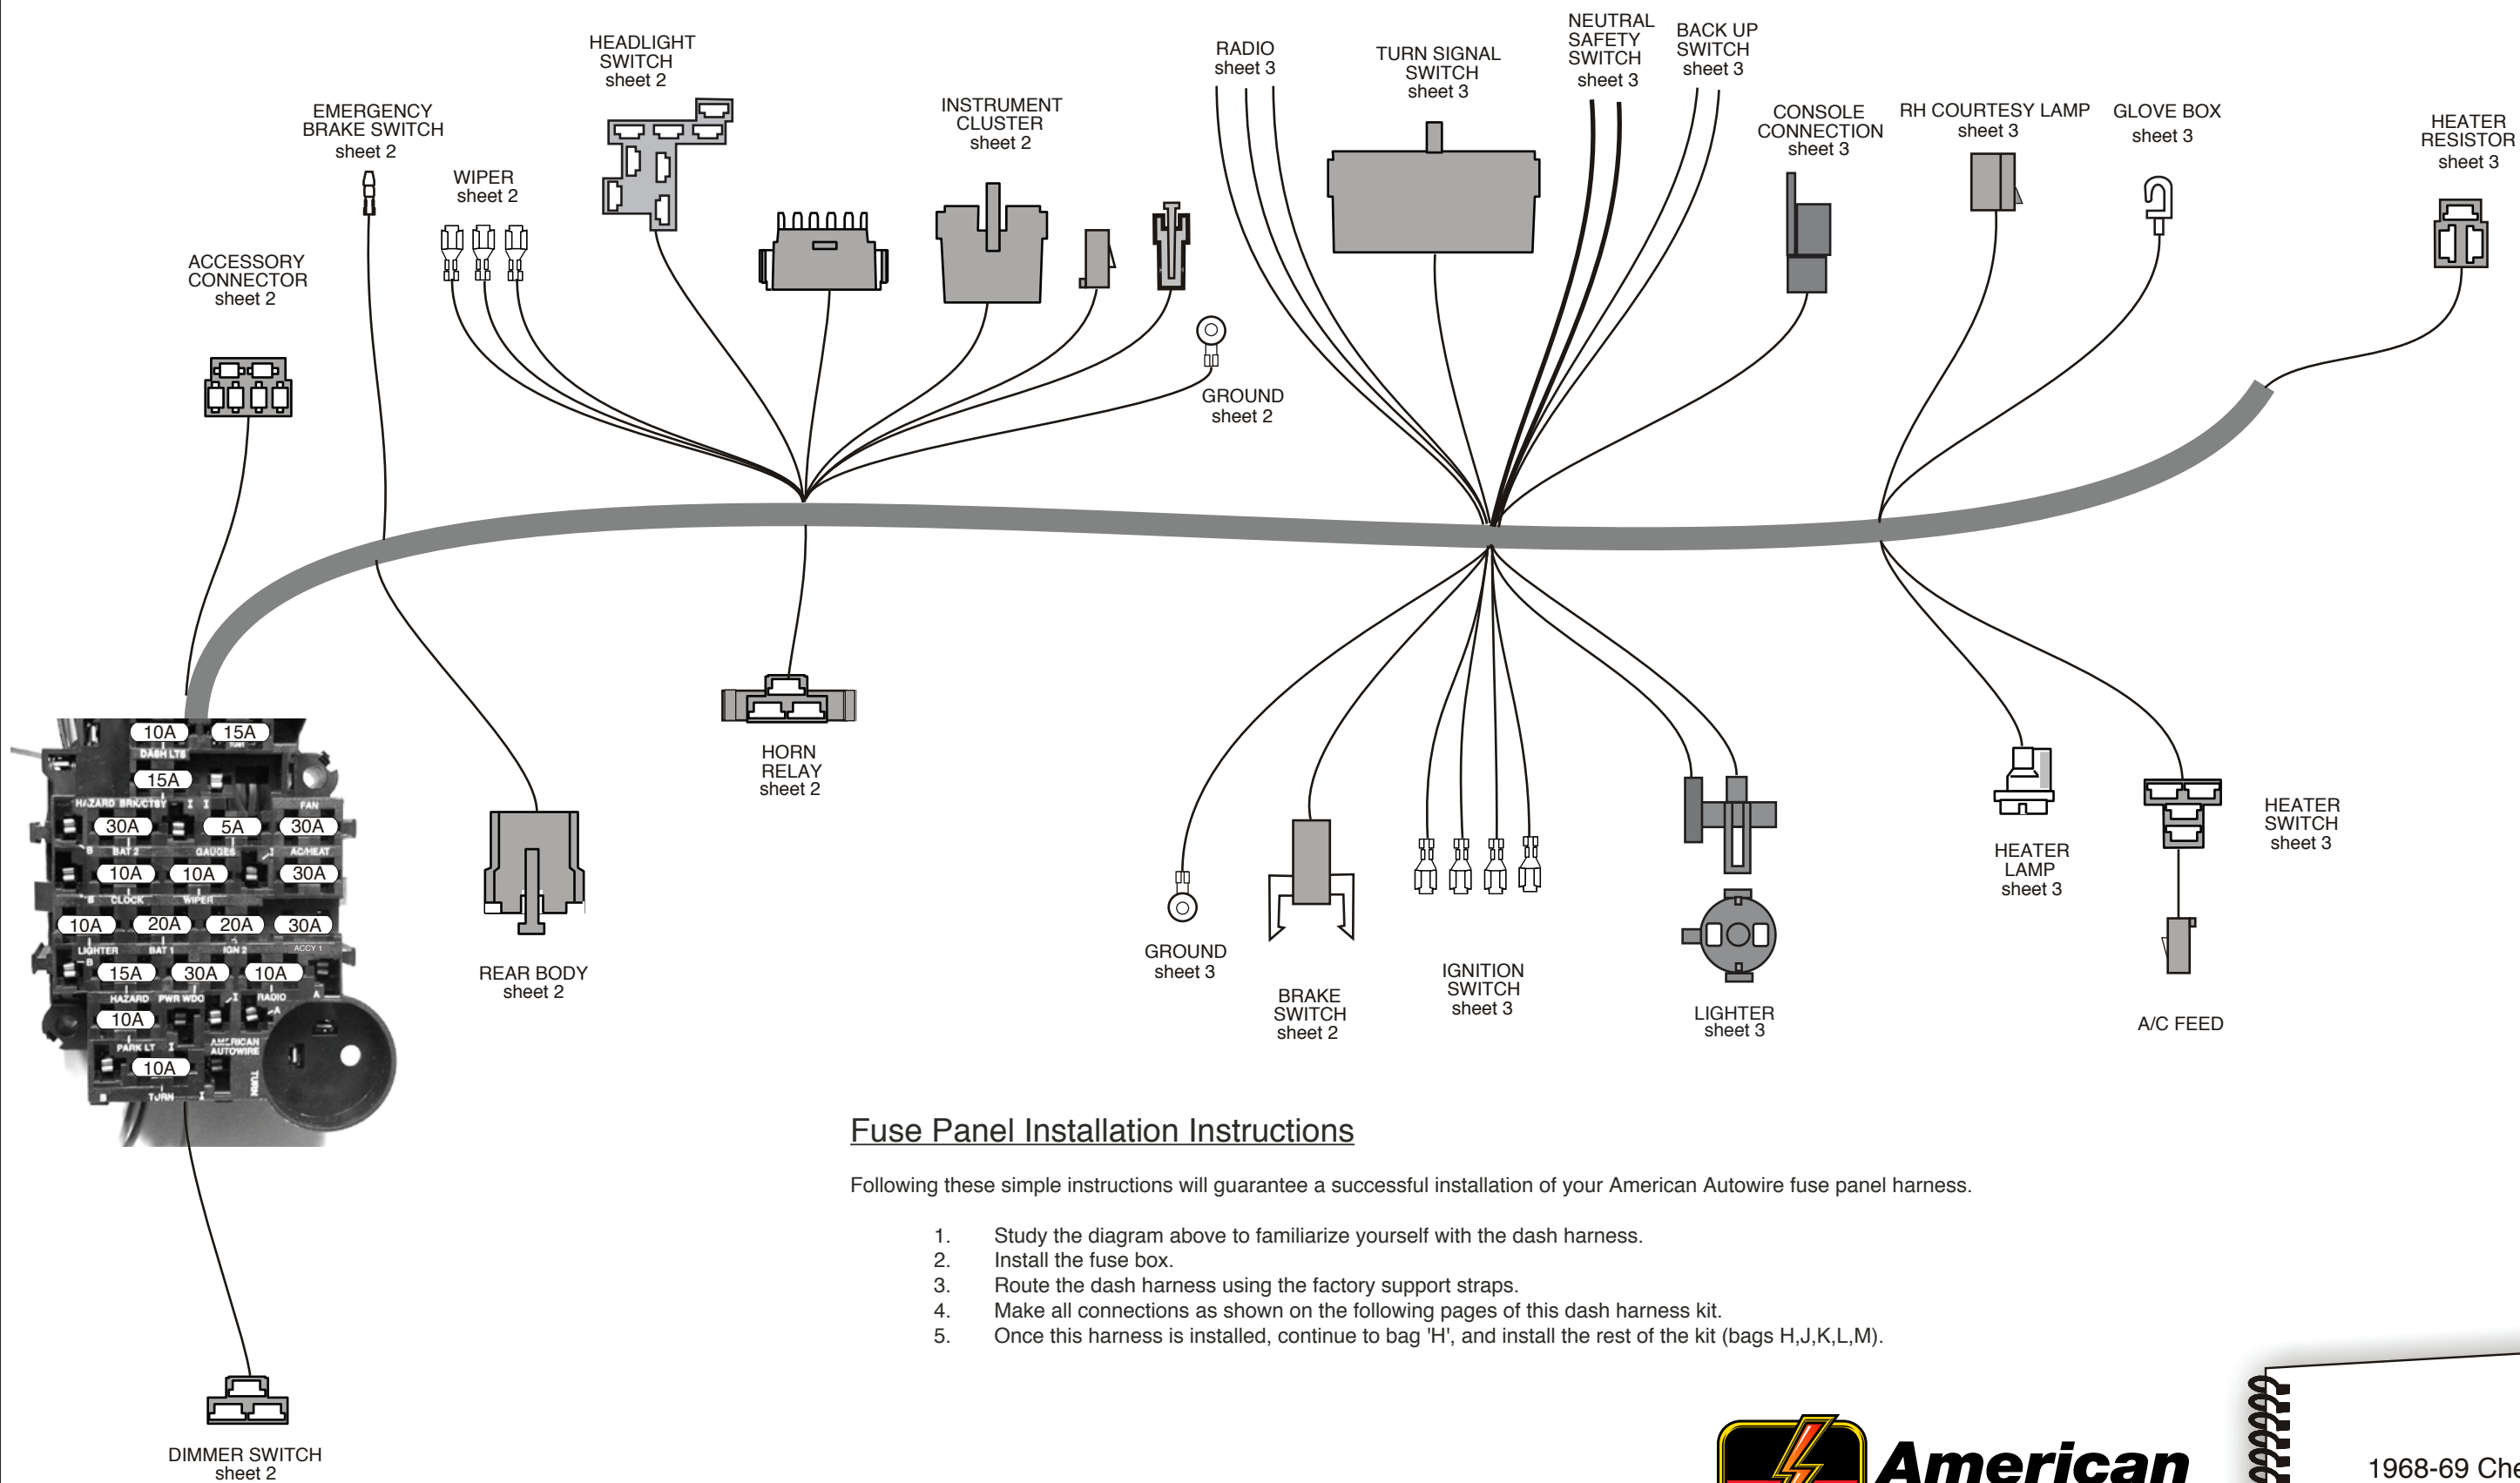 HEADLIGHT
SWITCH
sheet 2
EMERGENCY
BRAKE SWITCH
sheet 2
WIPER
sheet 2
ACCESSORY
CONNECTOR
sheet 2
INSTRUMENT
CLUSTER
sheet 2
GROUND
sheet 2
RADIO
sheet 3
TURN SIGNAL
SWITCH
sheet 3
NEUTRAL
SAFETY
SWITCH
sheet 3
BACK UP
SWITCH
sheet 3
CONSOLE
CONNECTION
sheet 3
RH COURTESY LAMP
sheet 3
GLOVE BOX
sheet 3
HEATER
RESISTOR
sheet 3
10A 15A
DASH LTS
15A
HAZARD BRK/CTSY I I FAN
30A 5A 30A
B BAT 2 GAUGES I AC/HEAT
10A 10A 30A
B CLOCK WIPER
10A 20A 20A 30A
LIGHTER BAT 1 IGN 2 ACCY 1
B
15A 30A 10A
HAZARD PWR WDO I RADIO A
10A A
PARK LT I AMERICAN
AUTOWIRE
10A
TURN
B TURN I
REAR BODY
sheet 2
HORN
RELAY
sheet 2
GROUND
sheet 3
BRAKE
SWITCH
sheet 2
IGNITION
SWITCH
sheet 3
LIGHTER
sheet 3
HEATER
LAMP
sheet 3
HEATER
SWITCH
sheet 3
A/C FEED
DIMMER SWITCH
sheet 2
Fuse Panel Installation Instructions
Following these simple instructions will guarantee a successful installation of your American Autowire fuse panel harness.
1. Study the diagram above to familiarize yourself with the dash harness.
2. Install the fuse box.
3. Route the dash harness using the factory support straps.
4. Make all connections as shown on the following pages of this dash harness kit.
5. Once this harness is installed, continue to bag 'H', and install the rest of the kit (bags H,J,K,L,M).
American
1968-69 Che